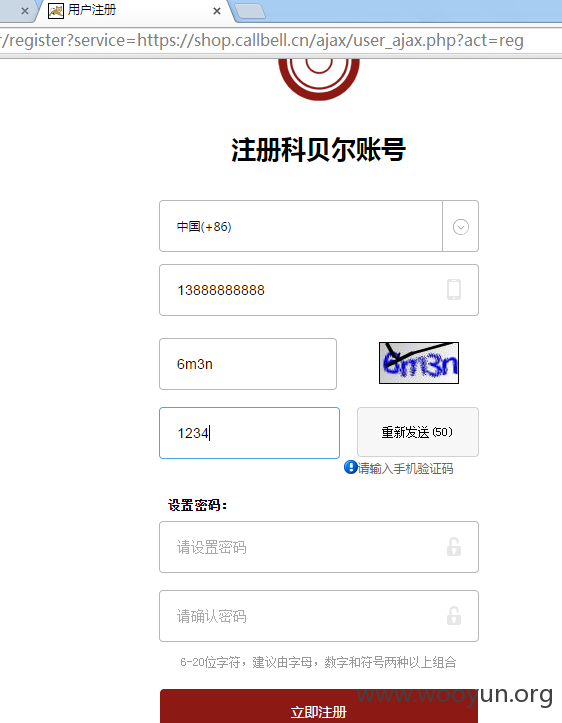 用户注册
r/register?service=https://shop.callbell.cn/ajax/user_ajax.php?act=reg
注册科贝尔账号
中国(+86)
13888888888
6m3n
6m3n
1234
重新发送(50)
请输入手机验证码
设置密码：
请设置密码
请确认密码
6-20位字符，建议由字母，数字和符号两种以上组合
立即注册
www.wooyun.org